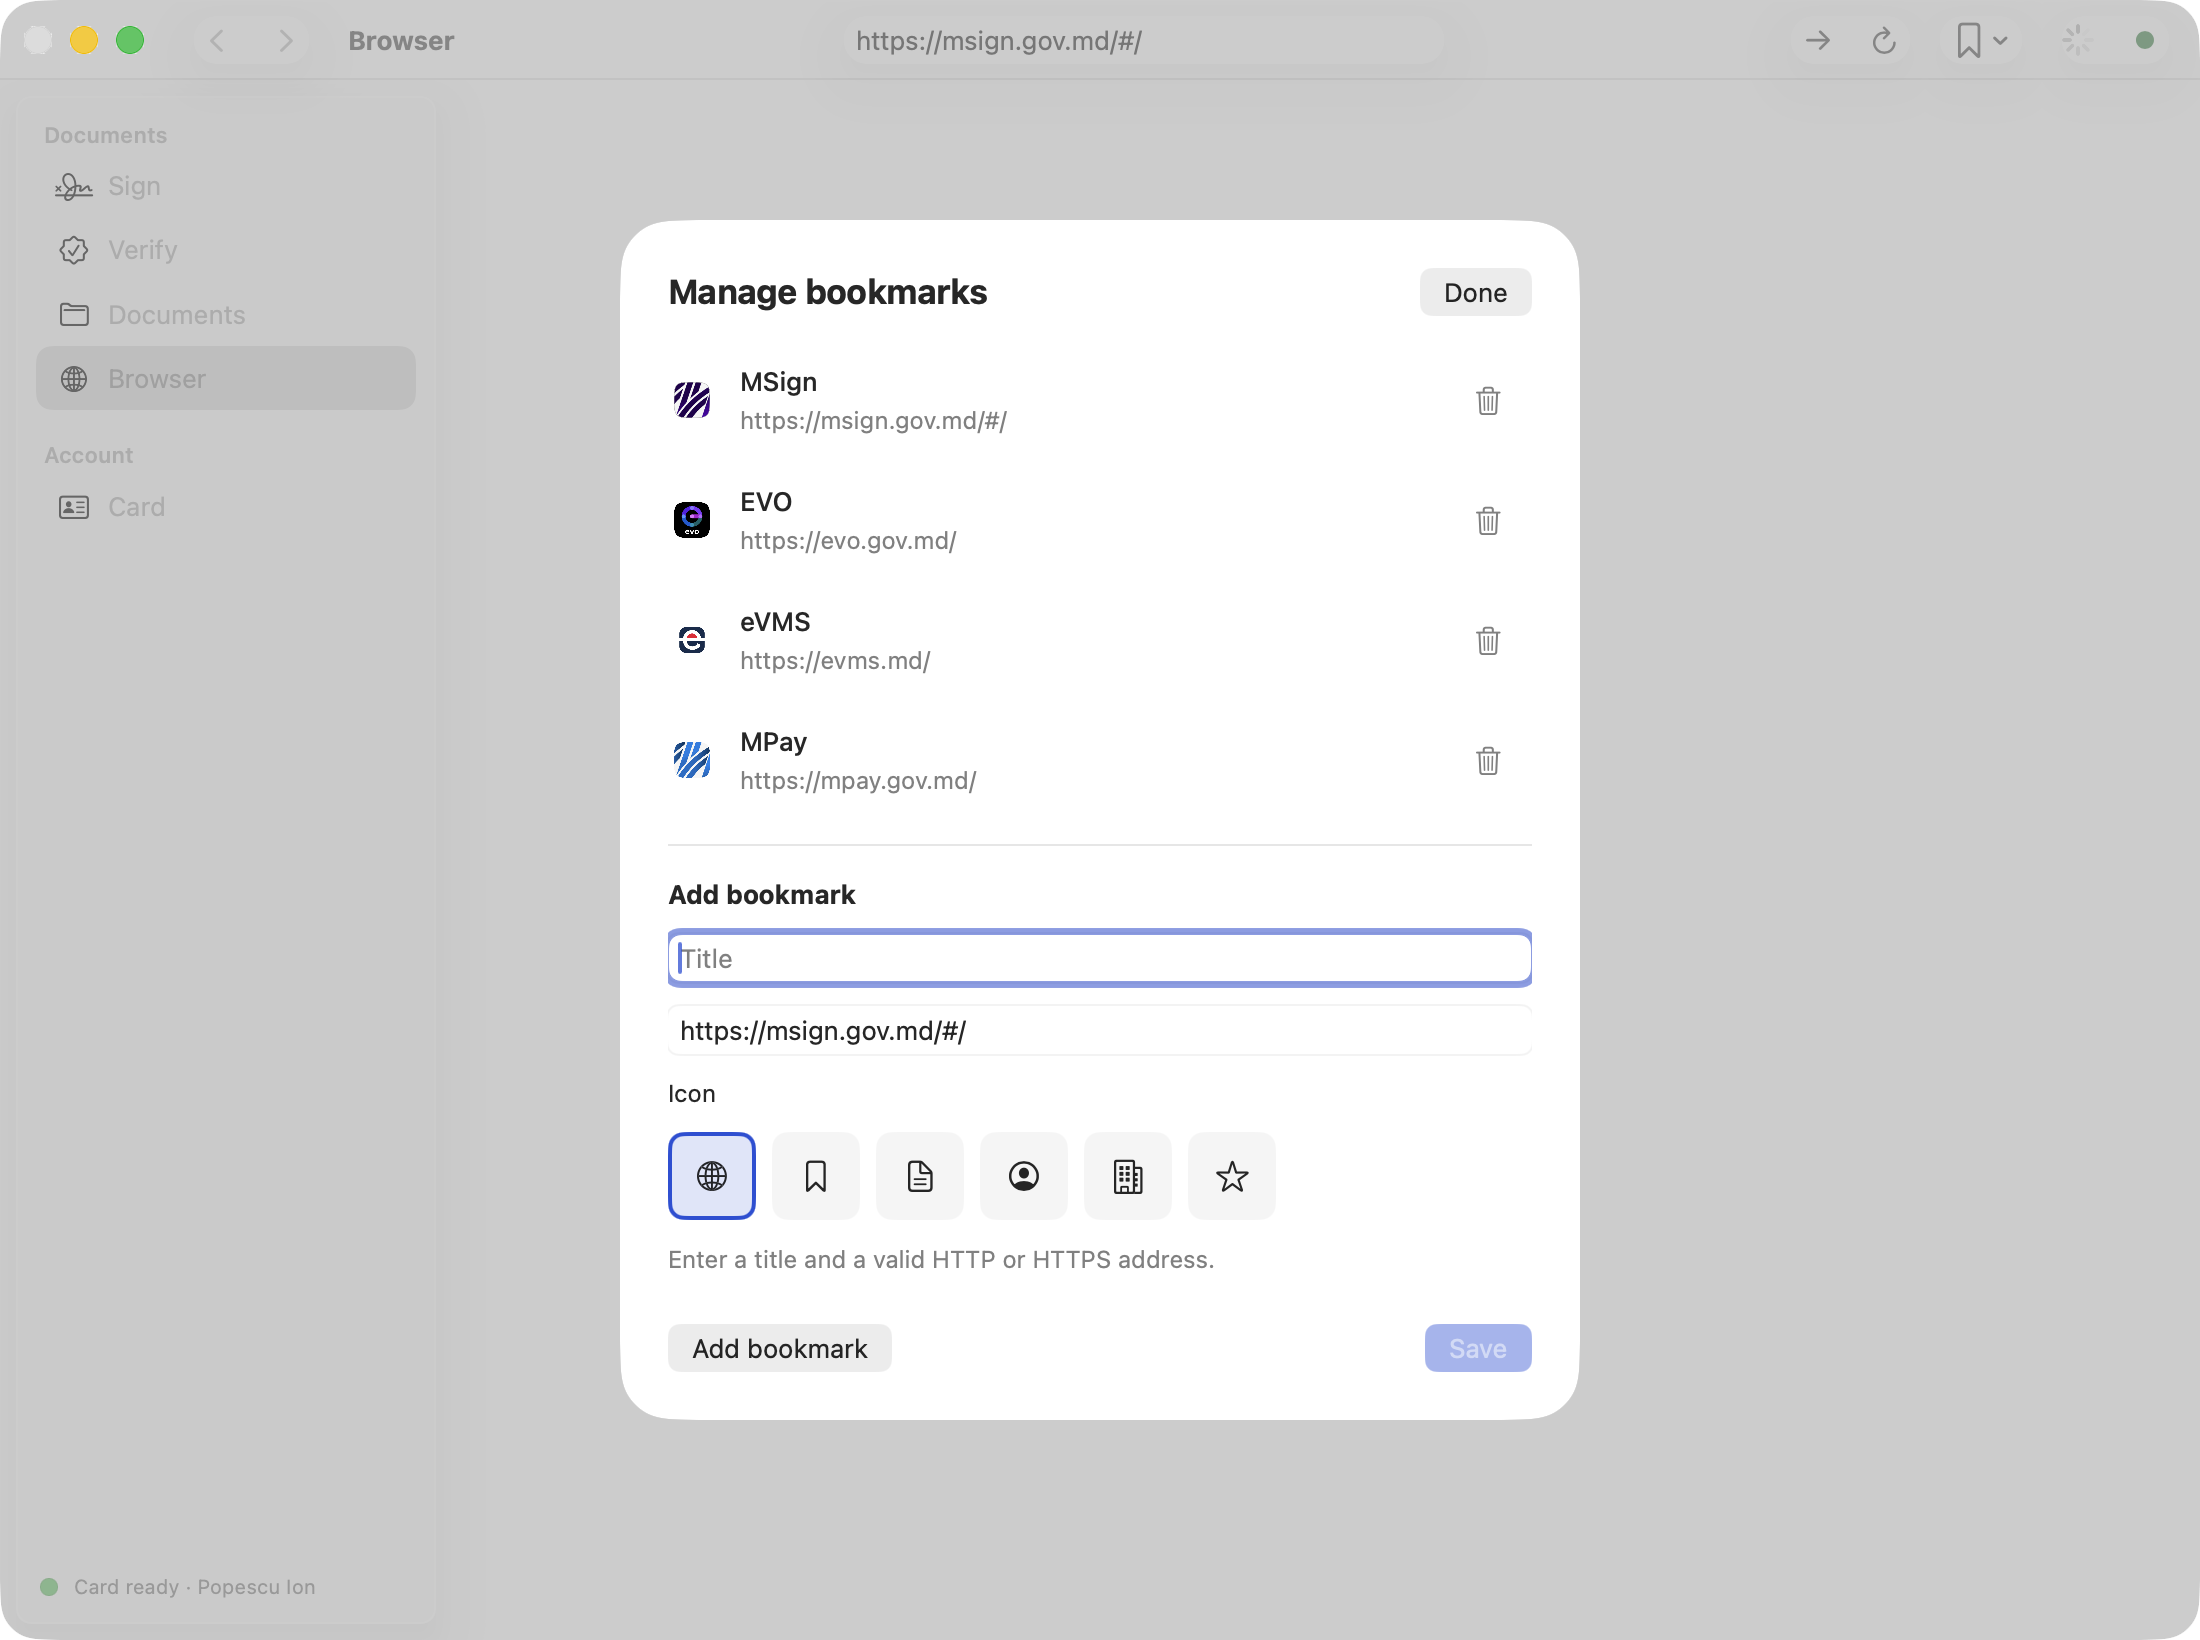 Browser
https://msign.gov.md/#/
Documents
Sign
Verify
Documents
Browser
Account
Card
Card ready · Popescu Ion
Manage bookmarks
Done
MSign
https://msign.gov.md/#/
EVO
https://evo.gov.md/
evo
eVMS
https://evms.md/
MPay
https://mpay.gov.md/
Add bookmark
Title
https://msign.gov.md/#/
Icon
Enter a title and a valid HTTP or HTTPS address.
Add bookmark
Save